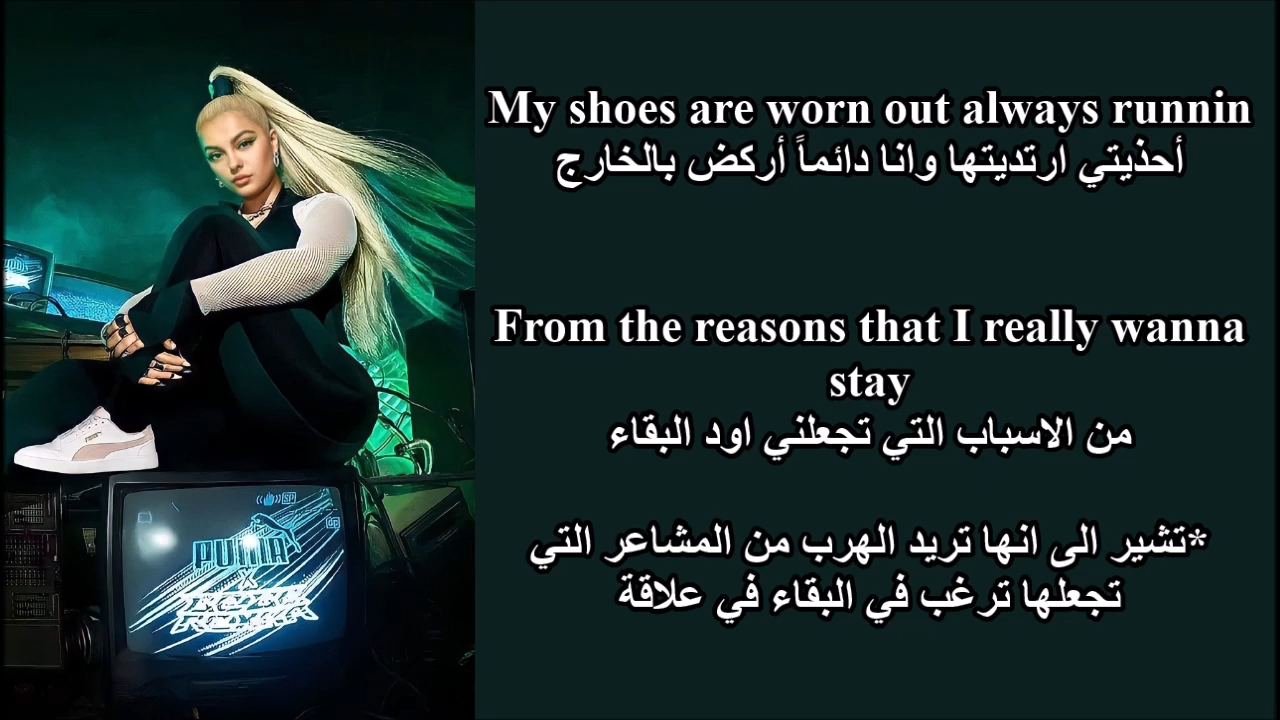 My shoes are worn out always runnin
أحذيتي ارتديتها وانا دائماً أركض بالخارج
From the reasons that I really wanna
stay
من الاسباب التي تجعلني اود البقاء
*تشير الى انها تريد الهرب من المشاعر التي
تجعلها ترغب في البقاء في علاقة
SP
PUMA
X